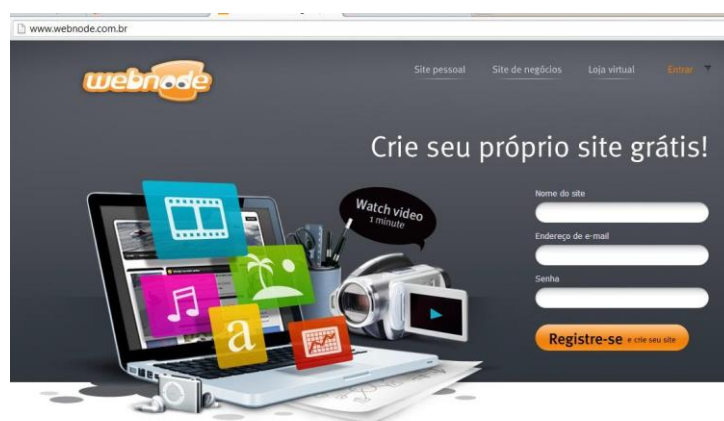 www.webnode.com.br
webnode
Site pessoal Site de negócios Loja virtual Entrar
Crie seu próprio site grátis!
Watch video
1 minute
Nome do site
Endereço de e-mail
Senha
a
Registre-se e crie seu site